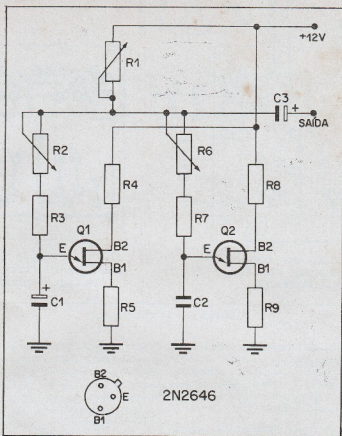 +12V
R1
C3
+
SAÍDA
R2
R6
R4
R8
R3
R7
Q1
Q2
E
B2
E
B2
B1
B1
+
C1
C2
R5
R9
B2
E
B1
2N2646